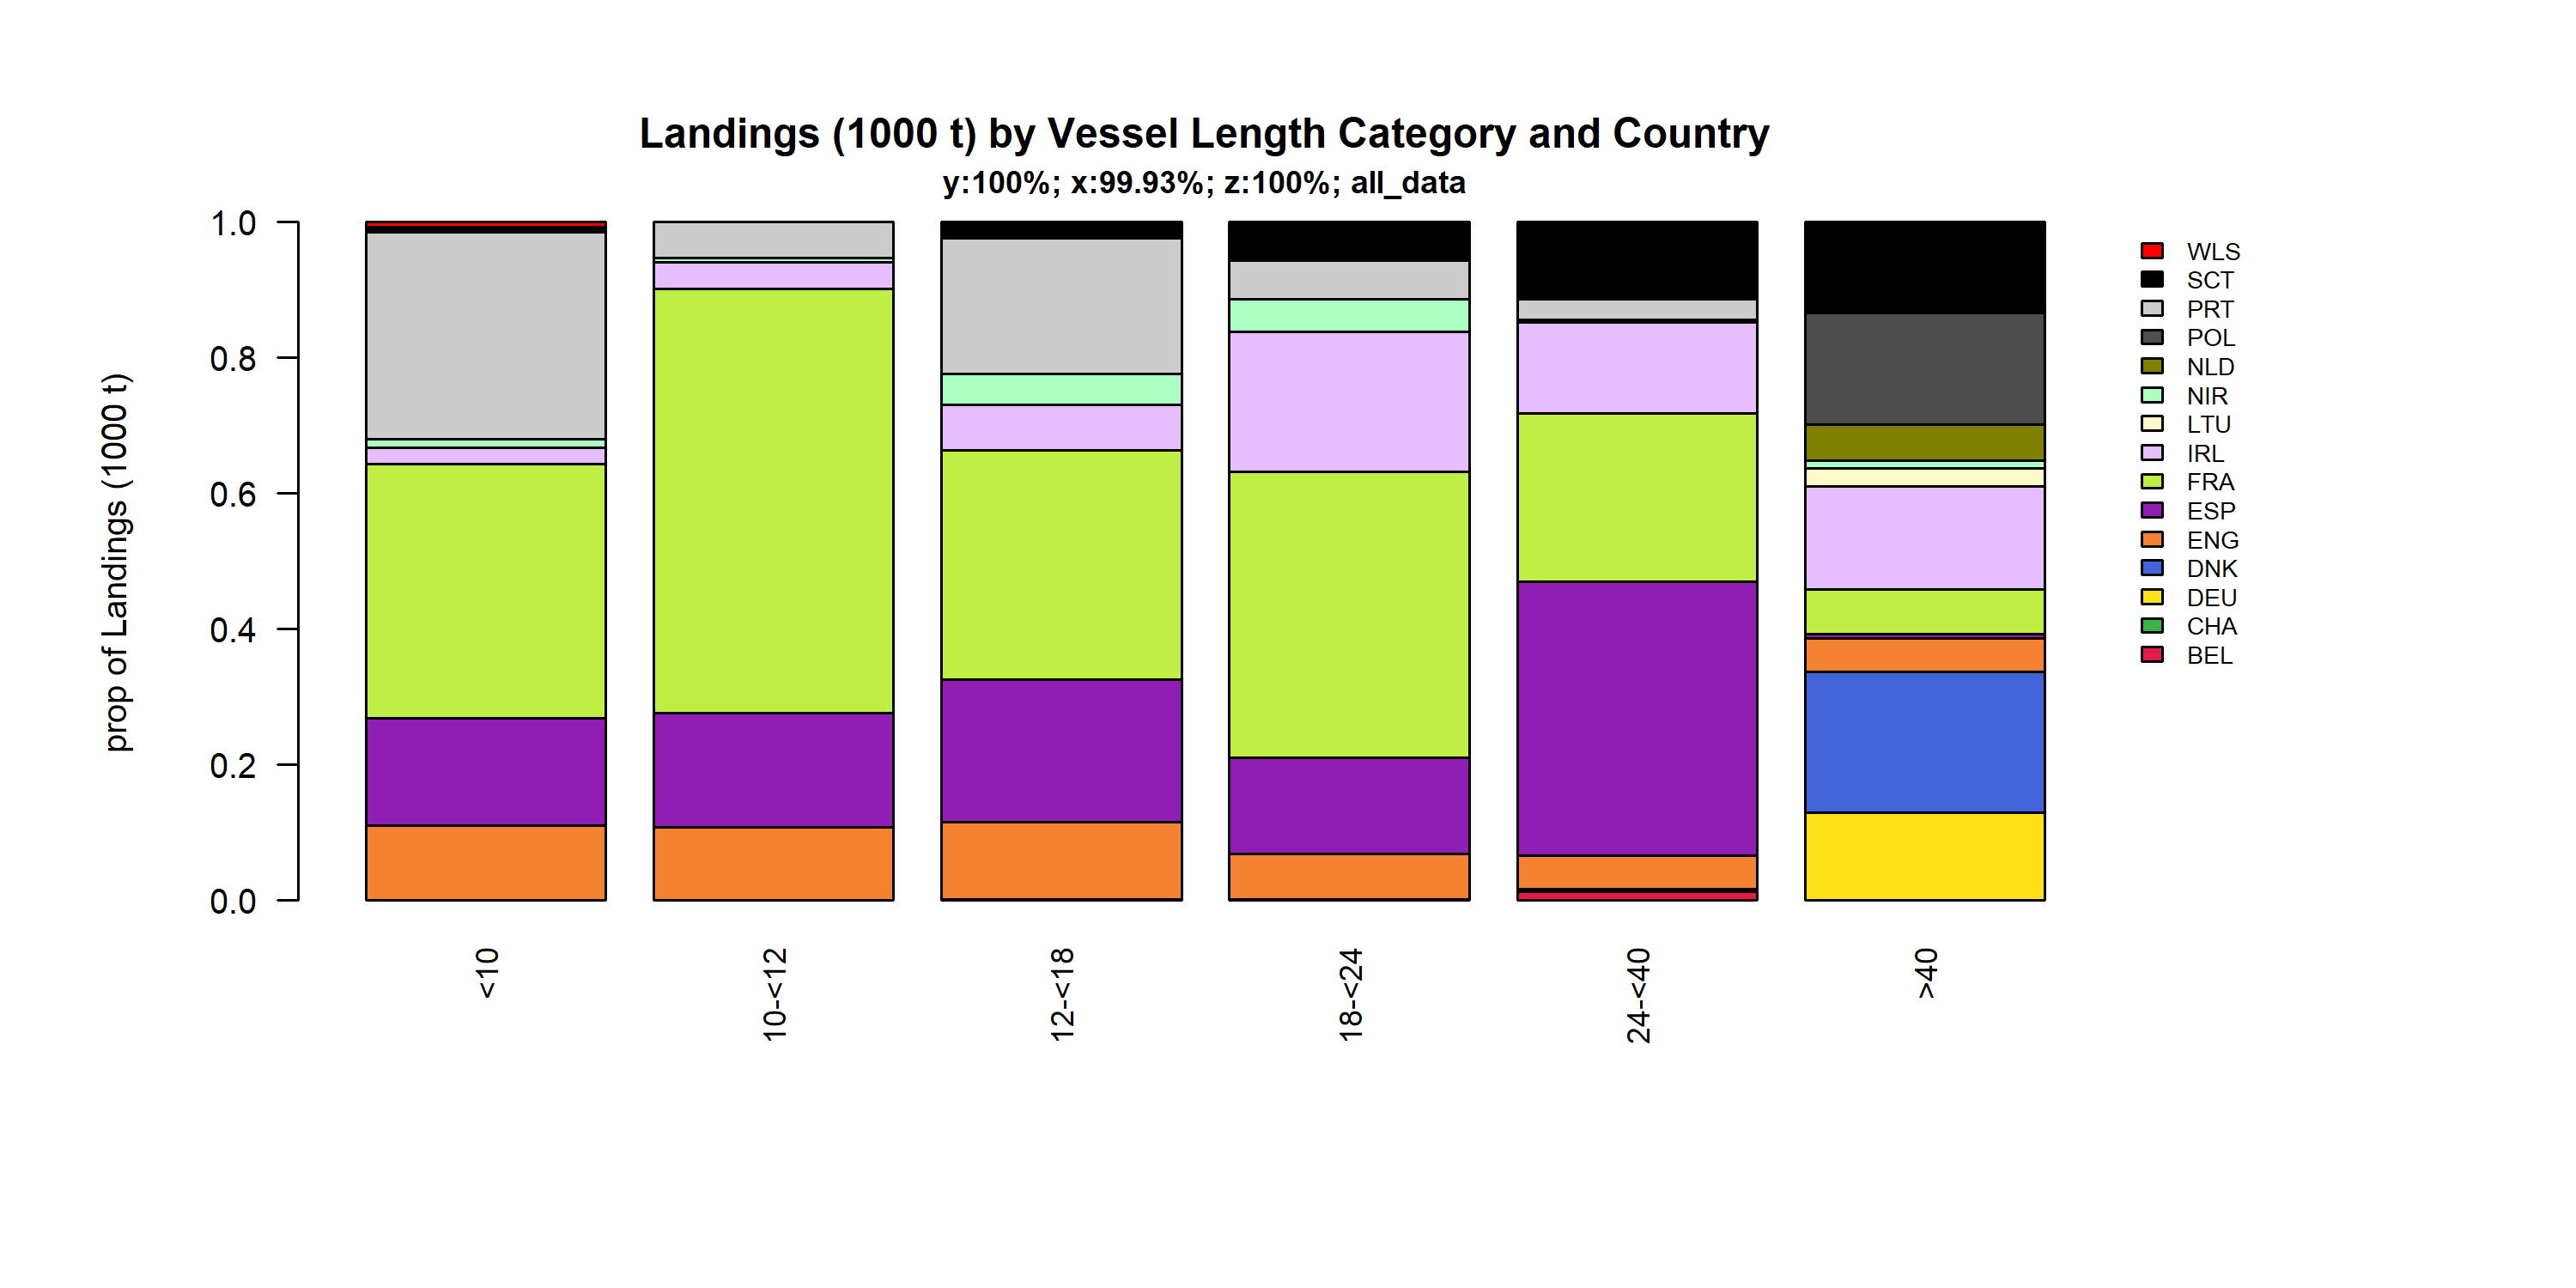 Landings (1000 t) by Vessel Length Category and Country
y:100%; x:99.93%; z:100%; all_data
prop of Landings (1000 t)
1.0
0.8
0.6
0.4
0.2
0.0
<10
10-<12
12-<18
18-<24
24-<40
>40
WLS
SCT
PRT
POL
NLD
NIR
LTU
IRL
FRA
ESP
ENG
DNK
DEU
CHA
BEL